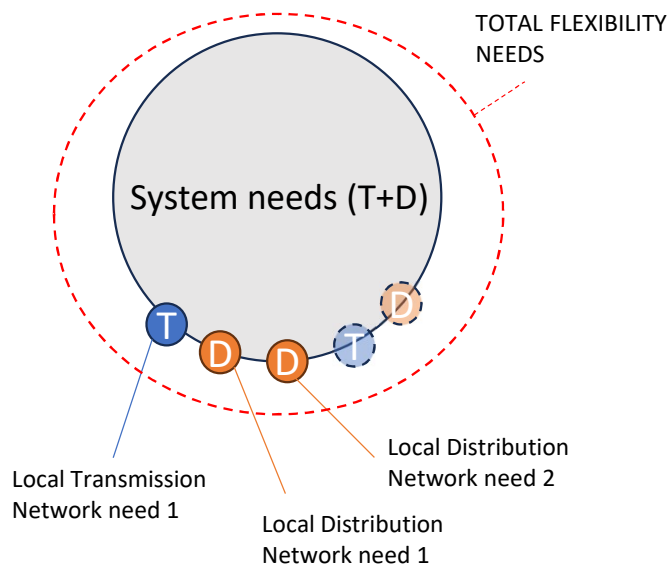 TOTAL FLEXIBILITY
NEEDS
System needs (T+D)
T
D
D
T
D
Local Transmission
Network need 1
Local Distribution
Network need 1
Local Distribution
Network need 2